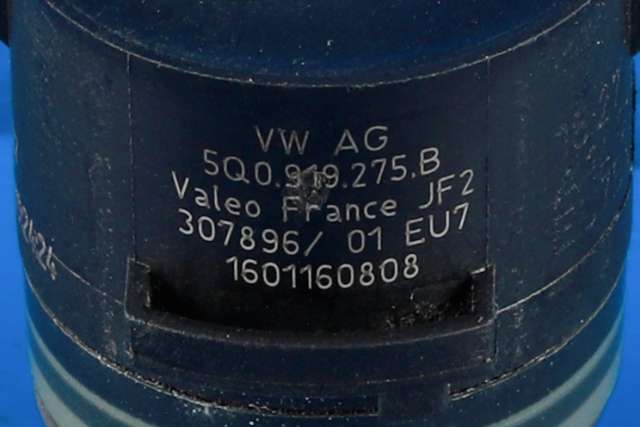 VW AG
5Q0.919.275.B
Valeo France JF2
307896/ 01 EU7
1601160808